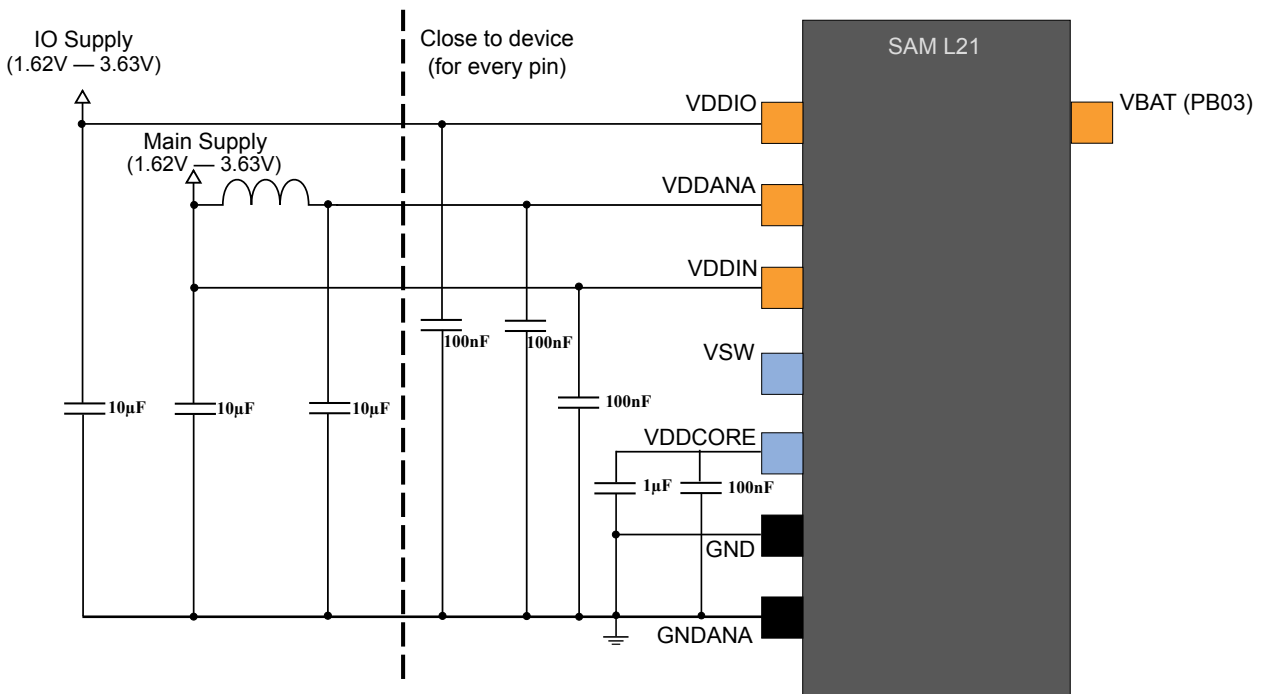 IO Supply
(1.62V — 3.63V)
Close to device
(for every pin)
SAM L21
VDDIO
VBAT (PB03)
Main Supply
(1.62V — 3.63V)
VDDANA
VDDIN
100nF
100nF
VSW
10µF
10µF
10µF
100nF
VDDCORE
1µF
100nF
GND
GNDANA